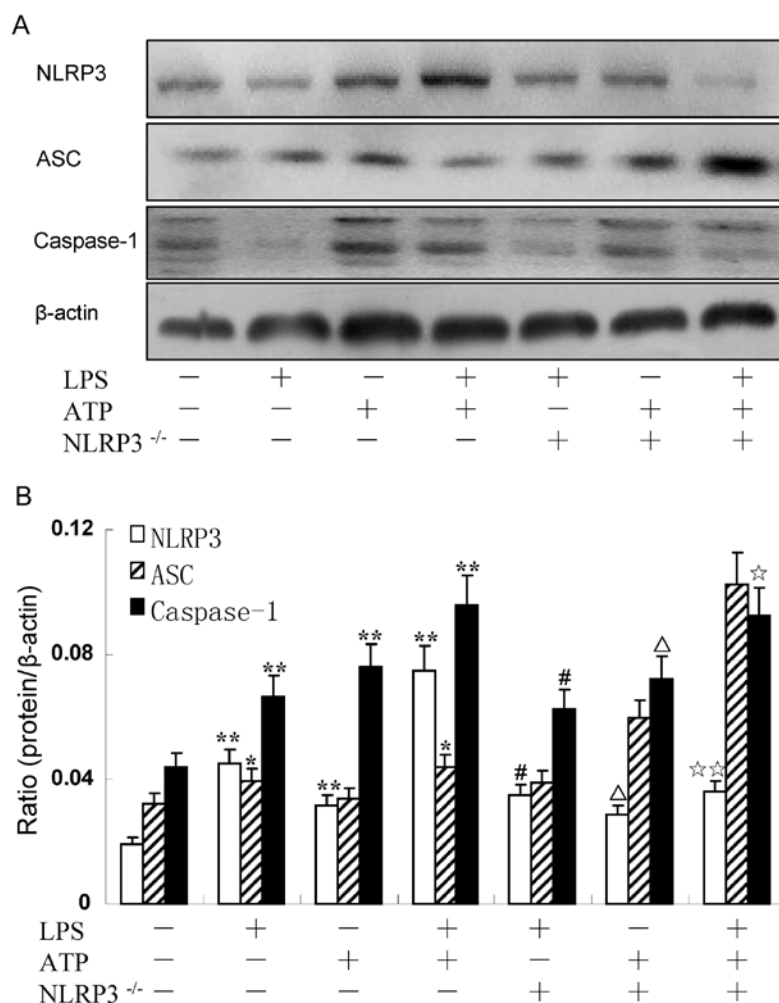 A
NLRP3
ASC
Caspase-1
β-actin
LPS − + − + + − +
ATP − − + + − + +
NLRP3 -/- − − − − + + +
B
0.12
NLRP3
ASC
Caspase-1
** ☆
** ** **
0.08
** # △
** * ** * # △ ☆☆
0.04
0
Ratio (protein/β-actin)
LPS − + − + + − +
ATP − − + + − + +
NLRP3 -/- − − − − + + +